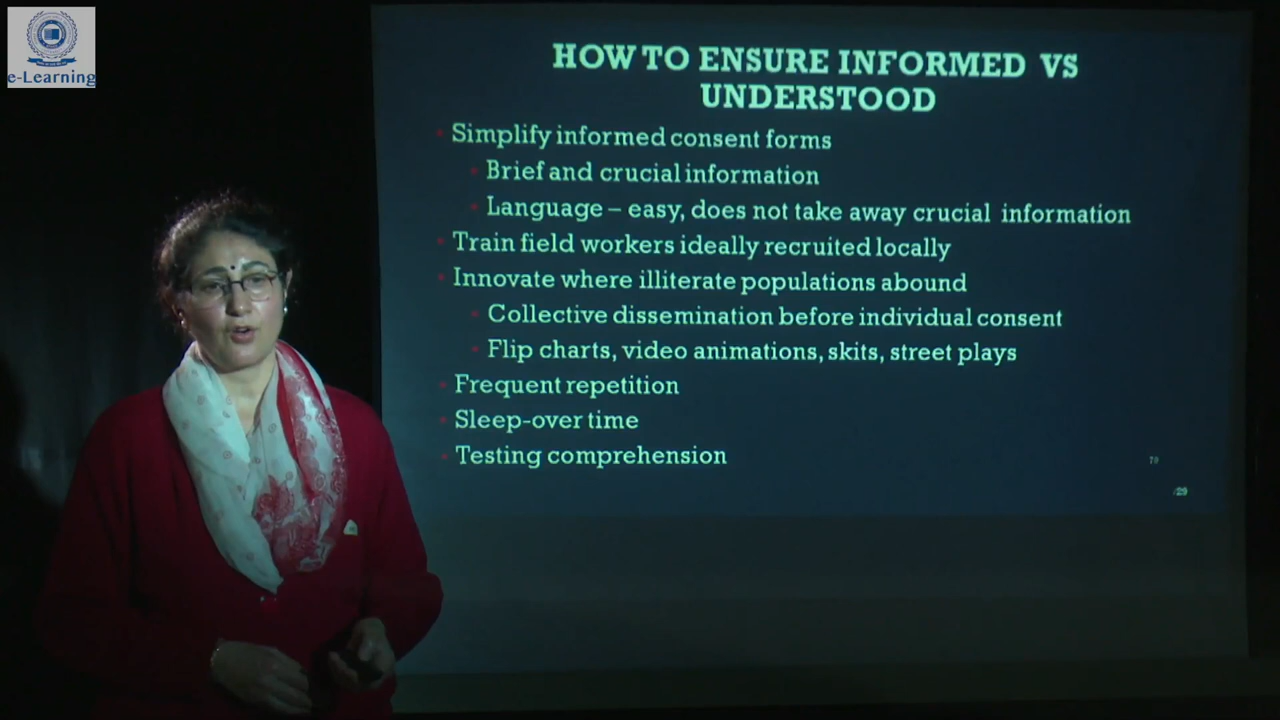 e-Learning
HOW TO ENSURE INFORMED VS
UNDERSTOOD
Simplify informed consent forms
Brief and crucial information
Language – easy, does not take away crucial information
Train field workers ideally recruited locally
Innovate where illiterate populations abound
Collective dissemination before individual consent
Flip charts, video animations, skits, street plays
Frequent repetition
Sleep-over time
Testing comprehension